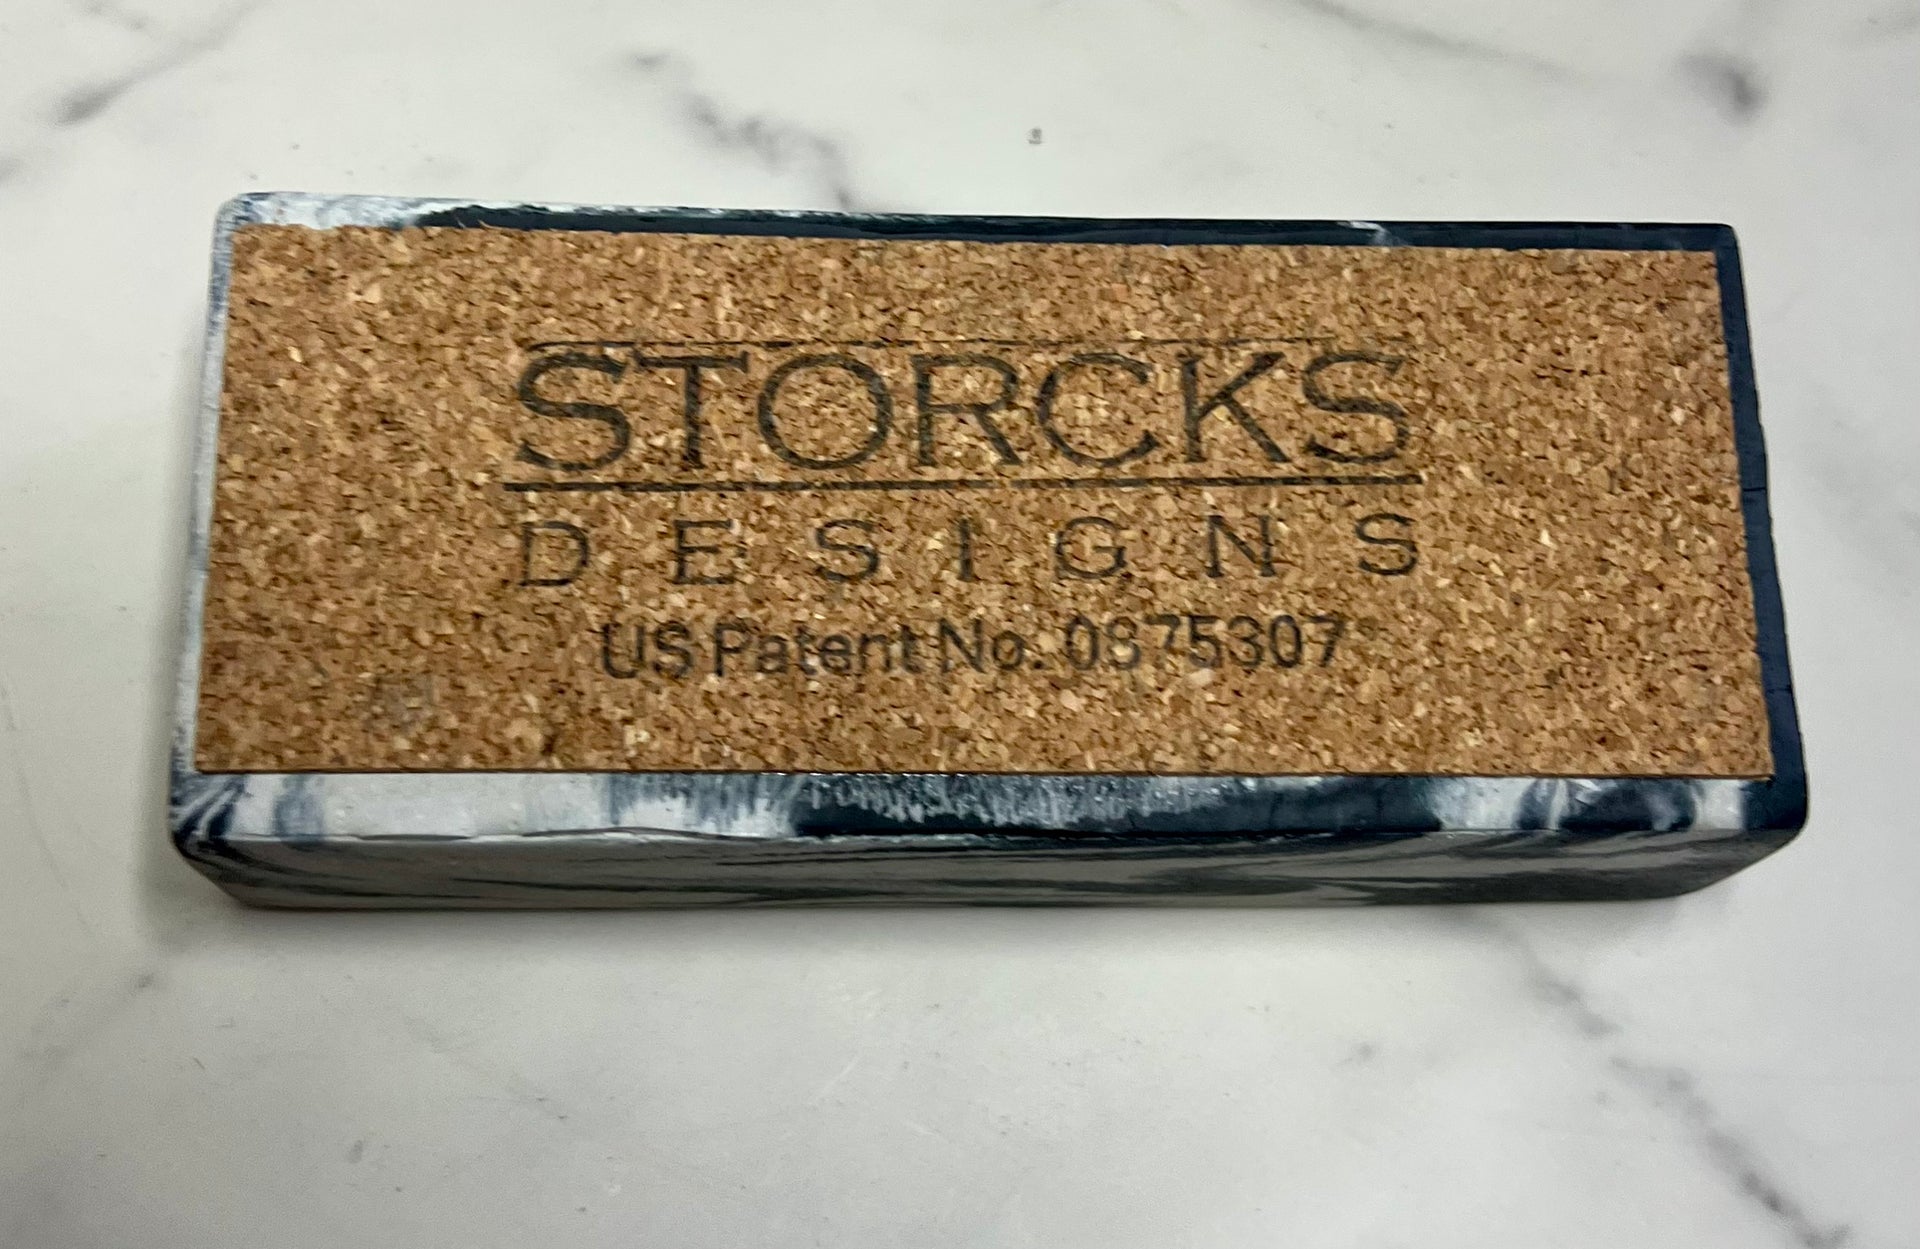 STORCKS
DESIGNS
US Patent No. 0875307